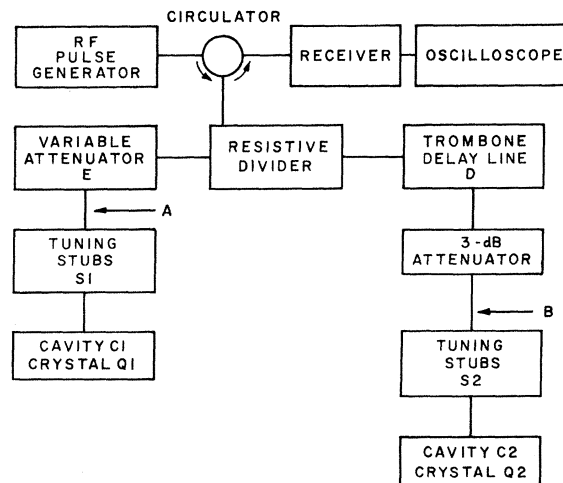 CIRCULATOR
RF
PULSE
GENERATOR
RECEIVER
OSCILLOSCOPE
VARIABLE
ATTENUATOR
E
RESISTIVE
DIVIDER
TROMBONE
DELAY LINE
D
A
TUNING
STUBS
S1
3-dB
ATTENUATOR
B
CAVITY C1
CRYSTAL Q1
TUNING
STUBS
S2
CAVITY C2
CRYSTAL Q2